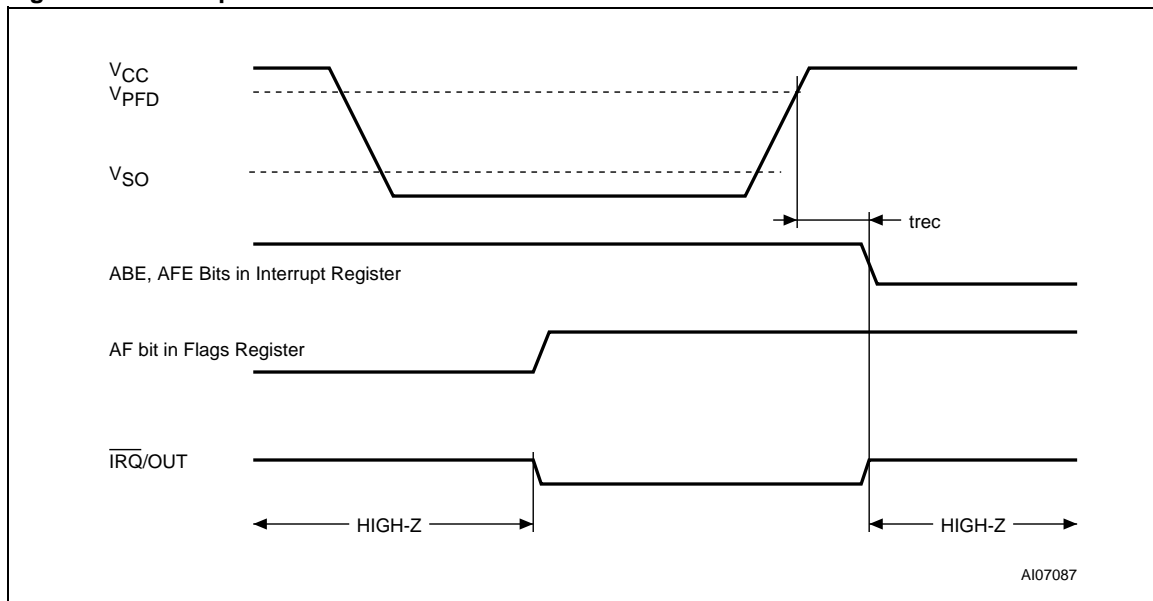 VCC
VPFD
VSO
trec
ABE, AFE Bits in Interrupt Register
AF bit in Flags Register
IRQ/OUT
HIGH-Z
HIGH-Z
AI07087